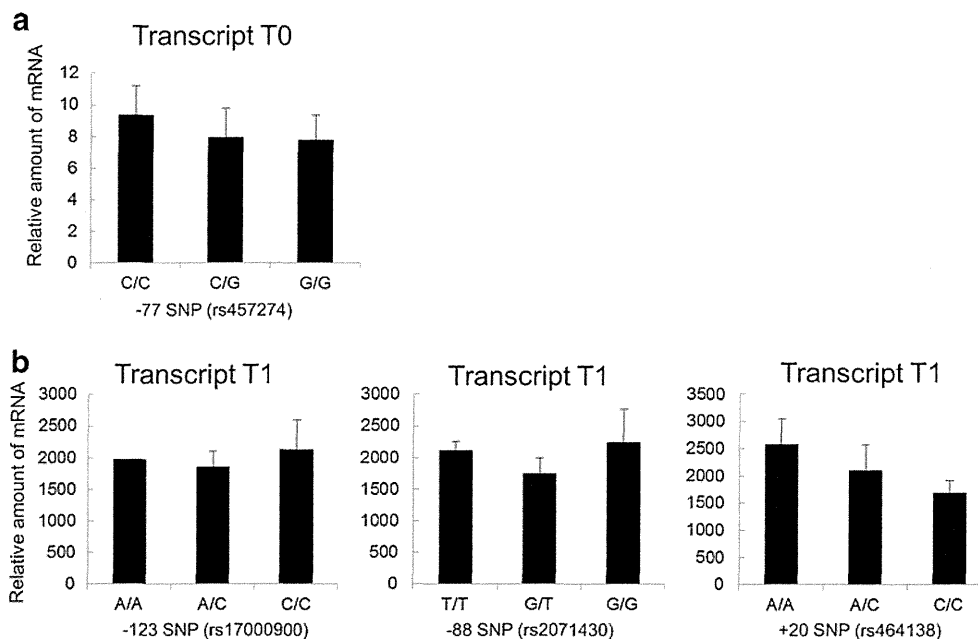 a
Transcript T0
Relative amount of mRNA
12
10
8
6
4
2
0
C/C C/G G/G
-77 SNP (rs457274)
b
Transcript T1
Relative amount of mRNA
3000
2500
2000
1500
1000
500
0
A/A A/C C/C
-123 SNP (rs17000900)
Transcript T1
3000
2500
2000
1500
1000
500
0
T/T G/T G/G
-88 SNP (rs2071430)
Transcript T1
3500
3000
2500
2000
1500
1000
500
0
A/A A/C C/C
+20 SNP (rs464138)